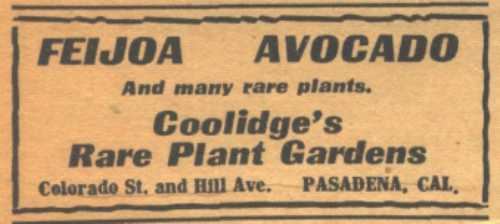 FEIJOA AVOCADO
And many rare plants.
Coolidge's
Rare Plant Gardens
Colorado St. and Hill Ave. PASADENA, CAL.